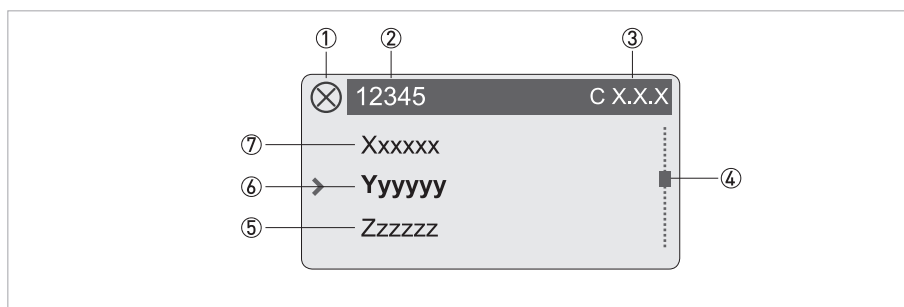 ① ② ③
12345 C X.X.X
⑦ Xxxxxx
⑥ Yyyyyy ④
⑤ Zzzzzz